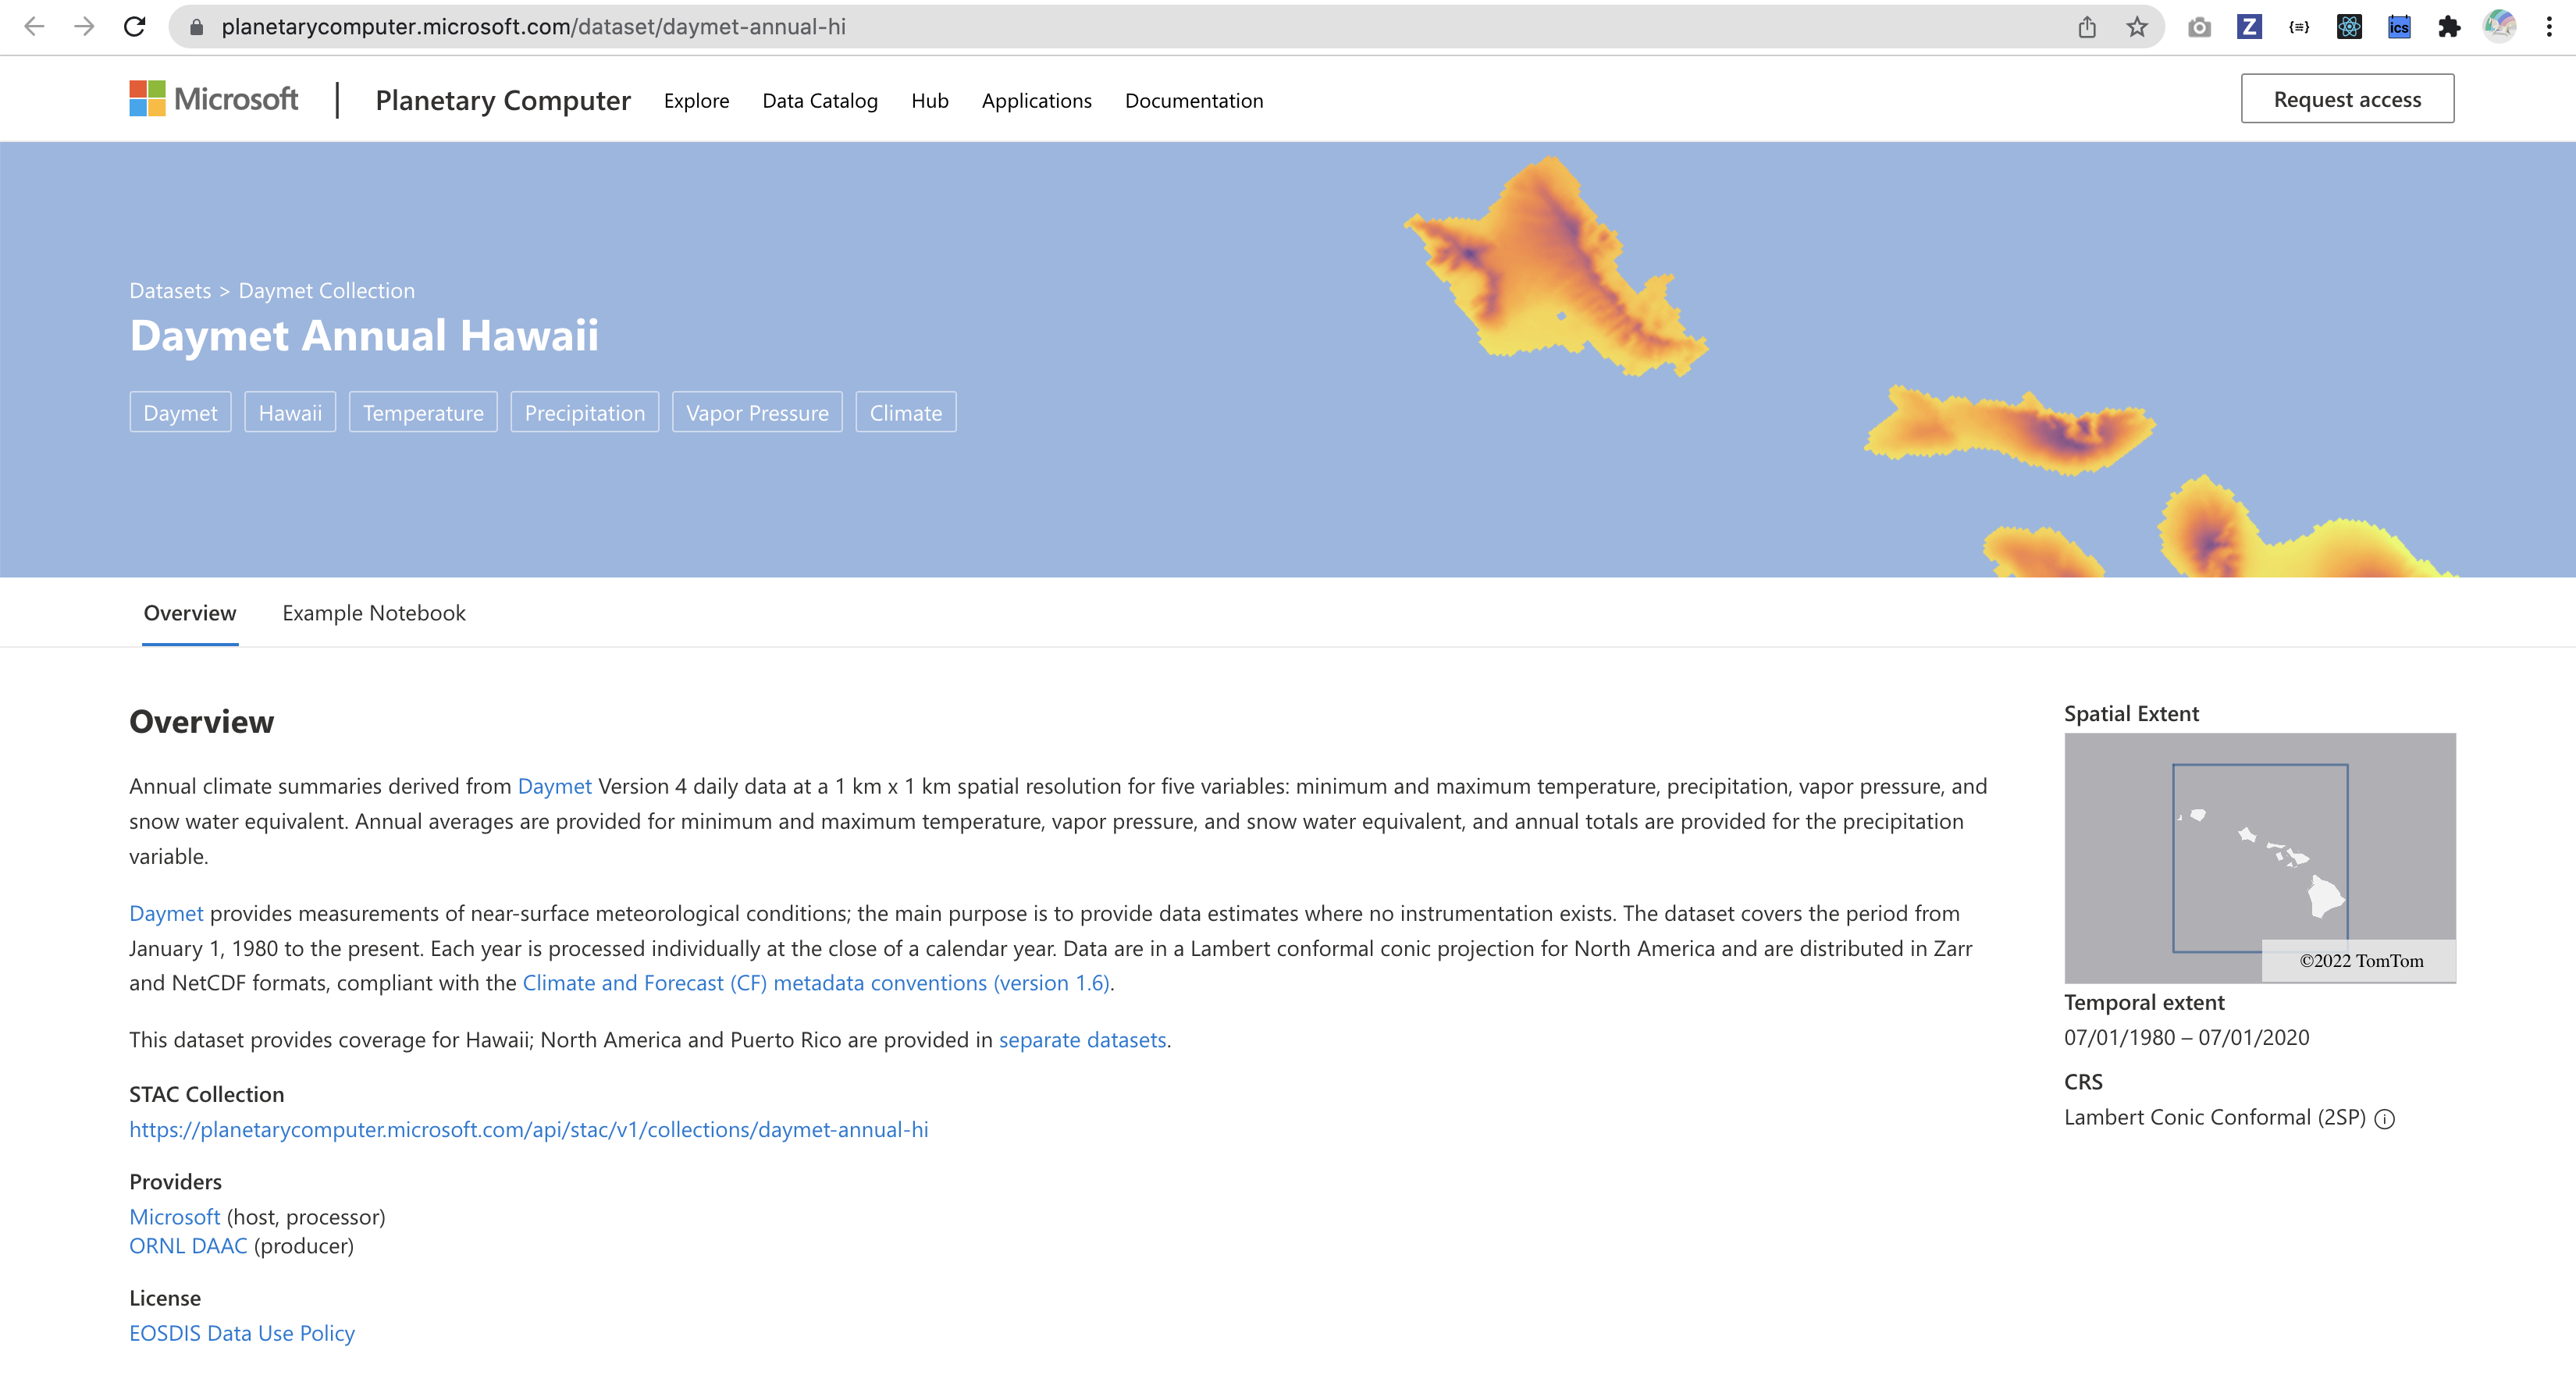 planetarycomputer.microsoft.com/dataset/daymet-annual-hi
Z
{≡}
ics
Microsoft | Planetary Computer Explore Data Catalog Hub Applications Documentation Request access
Datasets > Daymet Collection
Daymet Annual Hawaii
Daymet Hawaii Temperature Precipitation Vapor Pressure Climate
Overview Example Notebook
Overview
Annual climate summaries derived from Daymet Version 4 daily data at a 1 km x 1 km spatial resolution for five variables: minimum and maximum temperature, precipitation, vapor pressure, and
snow water equivalent. Annual averages are provided for minimum and maximum temperature, vapor pressure, and snow water equivalent, and annual totals are provided for the precipitation
variable.
Daymet provides measurements of near-surface meteorological conditions; the main purpose is to provide data estimates where no instrumentation exists. The dataset covers the period from
January 1, 1980 to the present. Each year is processed individually at the close of a calendar year. Data are in a Lambert conformal conic projection for North America and are distributed in Zarr
and NetCDF formats, compliant with the Climate and Forecast (CF) metadata conventions (version 1.6).
This dataset provides coverage for Hawaii; North America and Puerto Rico are provided in separate datasets.
STAC Collection
https://planetarycomputer.microsoft.com/api/stac/v1/collections/daymet-annual-hi
Providers
Microsoft (host, processor)
ORNL DAAC (producer)
License
EOSDIS Data Use Policy
Spatial Extent
©2022 TomTom
Temporal extent
07/01/1980 – 07/01/2020
CRS
Lambert Conic Conformal (2SP)